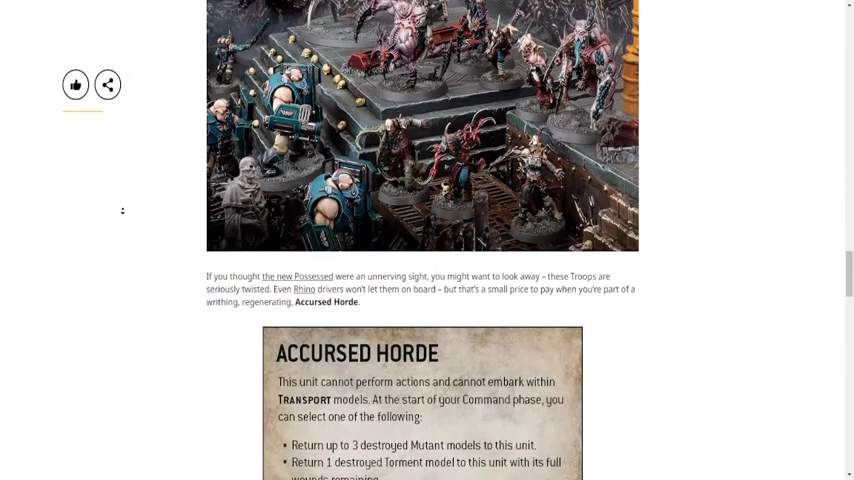 If you thought the new Possessed were an unnerving sight, you might want to look away – these Troops are
seriously twisted. Even Rhino drivers won't let them on board – but that's a small price to pay when you're part of a
writhing, regenerating, Accursed Horde.
ACCURSED HORDE
This unit cannot perform actions and cannot embark within
TRANSPORT models. At the start of your Command phase, you
can select one of the following:
• Return up to 3 destroyed Mutant models to this unit.
• Return 1 destroyed Torment model to this unit with its full
wounds remaining.